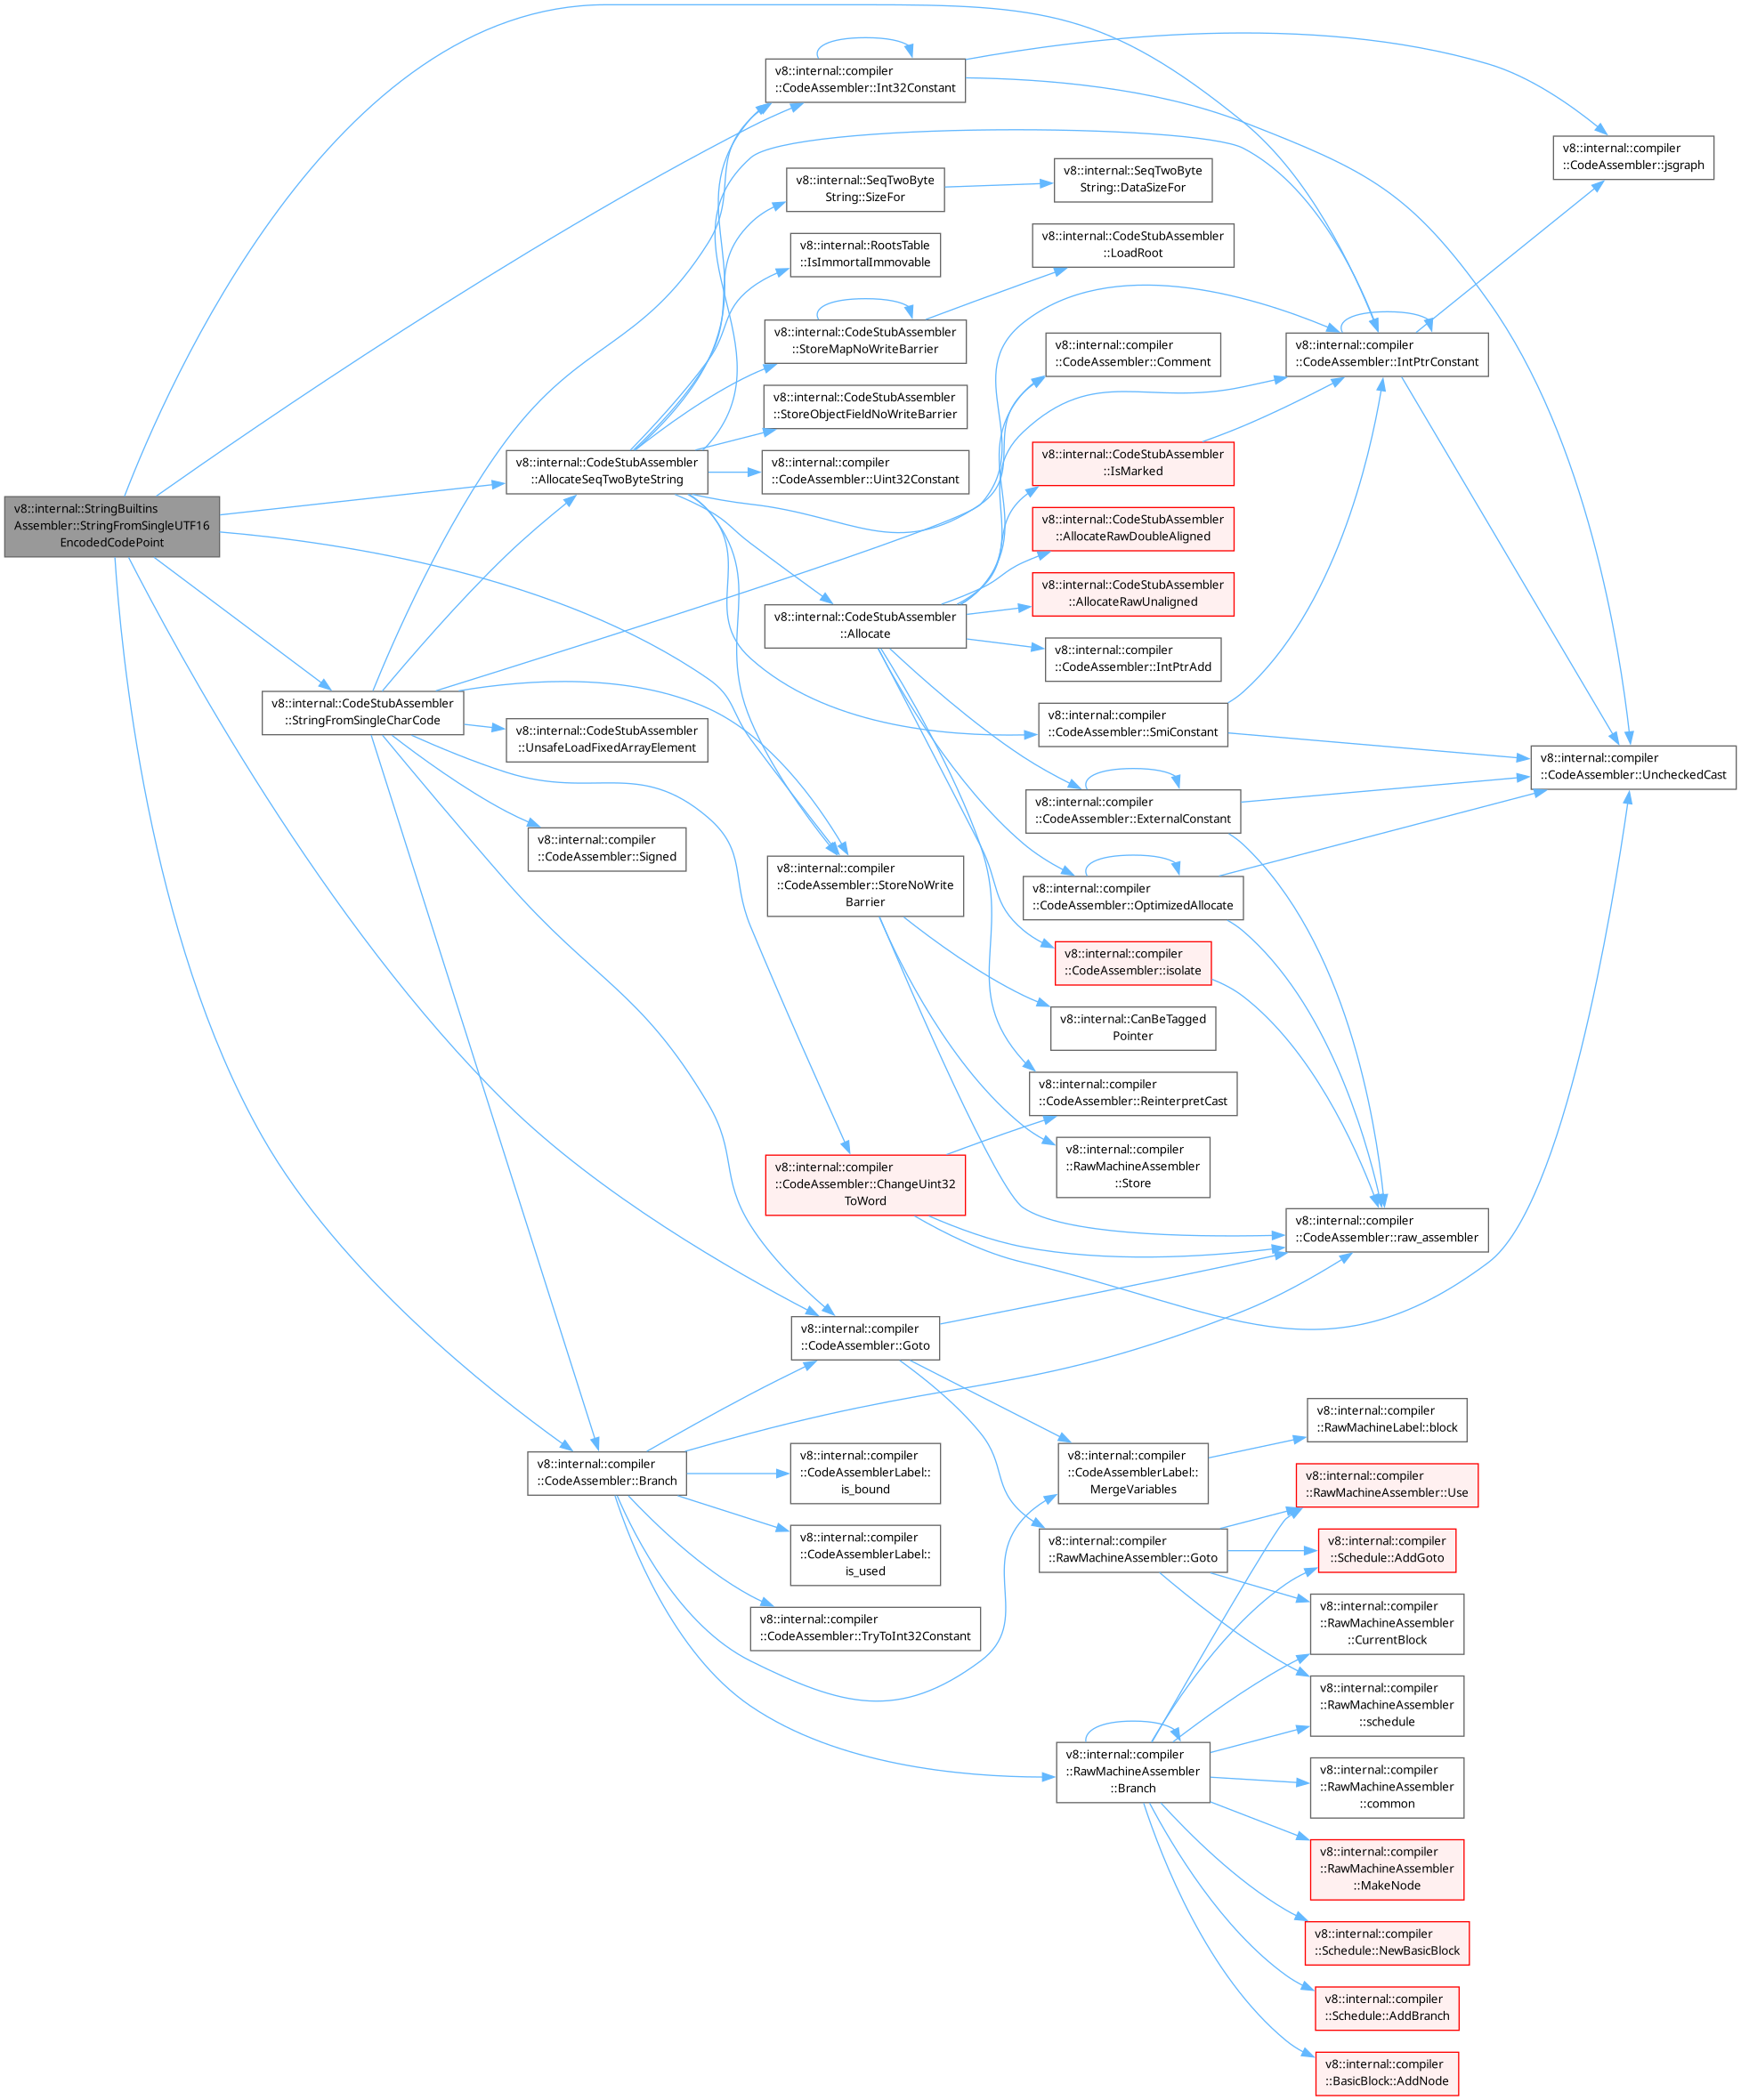 v8::internal::StringBuiltins
Assembler::StringFromSingleUTF16
EncodedCodePoint
v8::internal::CodeStubAssembler
::StringFromSingleCharCode
v8::internal::CodeStubAssembler
::AllocateSeqTwoByteString
v8::internal::CodeStubAssembler
::UnsafeLoadFixedArrayElement
v8::internal::compiler
::CodeAssembler::Signed
v8::internal::compiler
::CodeAssembler::Branch
v8::internal::compiler
::CodeAssembler::Int32Constant
v8::internal::SeqTwoByte
String::SizeFor
v8::internal::RootsTable
::IsImmortalImmovable
v8::internal::CodeStubAssembler
::StoreMapNoWriteBarrier
v8::internal::CodeStubAssembler
::StoreObjectFieldNoWriteBarrier
v8::internal::compiler
::CodeAssembler::Uint32Constant
v8::internal::CodeStubAssembler
::Allocate
v8::internal::compiler
::CodeAssembler::StoreNoWrite
Barrier
v8::internal::compiler
::CodeAssembler::ChangeUint32
ToWord
v8::internal::compiler
::CodeAssembler::Goto
v8::internal::compiler
::CodeAssemblerLabel::
is_bound
v8::internal::compiler
::CodeAssemblerLabel::
is_used
v8::internal::compiler
::CodeAssembler::TryToInt32Constant
v8::internal::SeqTwoByte
String::DataSizeFor
v8::internal::CodeStubAssembler
::LoadRoot
v8::internal::compiler
::CodeAssembler::Comment
v8::internal::CodeStubAssembler
::IsMarked
v8::internal::CodeStubAssembler
::AllocateRawDoubleAligned
v8::internal::CodeStubAssembler
::AllocateRawUnaligned
v8::internal::compiler
::CodeAssembler::IntPtrAdd
v8::internal::compiler
::CodeAssembler::SmiConstant
v8::internal::compiler
::CodeAssembler::ExternalConstant
v8::internal::compiler
::CodeAssembler::OptimizedAllocate
v8::internal::compiler
::CodeAssembler::isolate
v8::internal::CanBeTagged
Pointer
v8::internal::compiler
::CodeAssembler::ReinterpretCast
v8::internal::compiler
::RawMachineAssembler
::Store
v8::internal::compiler
::CodeAssemblerLabel::
MergeVariables
v8::internal::compiler
::RawMachineAssembler::Goto
v8::internal::compiler
::RawMachineAssembler
::Branch
v8::internal::compiler
::CodeAssembler::IntPtrConstant
v8::internal::compiler
::CodeAssembler::raw_assembler
v8::internal::compiler
::RawMachineLabel::block
v8::internal::compiler
::RawMachineAssembler::Use
v8::internal::compiler
::Schedule::AddGoto
v8::internal::compiler
::RawMachineAssembler
::CurrentBlock
v8::internal::compiler
::RawMachineAssembler
::schedule
v8::internal::compiler
::RawMachineAssembler
::common
v8::internal::compiler
::RawMachineAssembler
::MakeNode
v8::internal::compiler
::Schedule::NewBasicBlock
v8::internal::compiler
::Schedule::AddBranch
v8::internal::compiler
::BasicBlock::AddNode
v8::internal::compiler
::CodeAssembler::jsgraph
v8::internal::compiler
::CodeAssembler::UncheckedCast